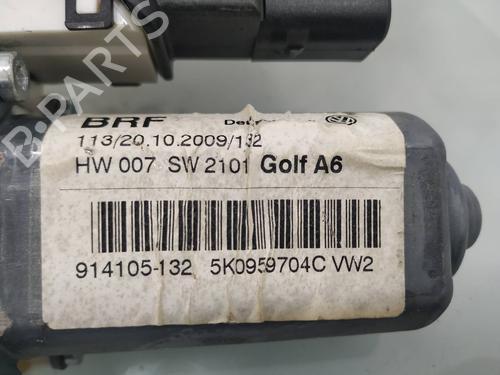 BRF
113/20.10.2009/132
HW 007 SW 2101 Golf A6
914105-132 5K0959704C VW2
B-PARTS